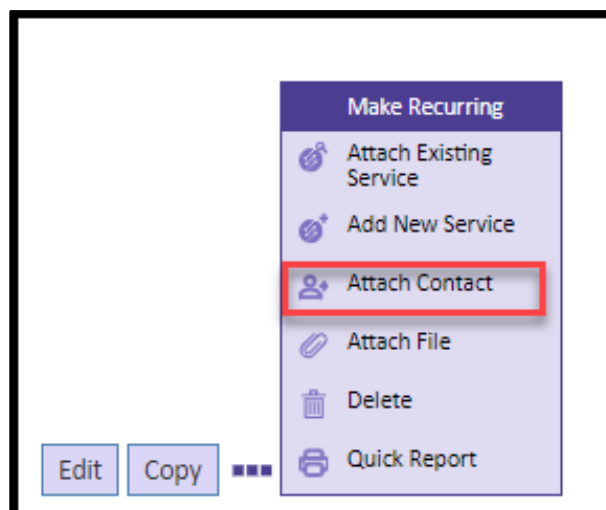 Make Recurring
Attach Existing
Service
Add New Service
Attach Contact
Attach File
Delete
Quick Report
Edit
Copy